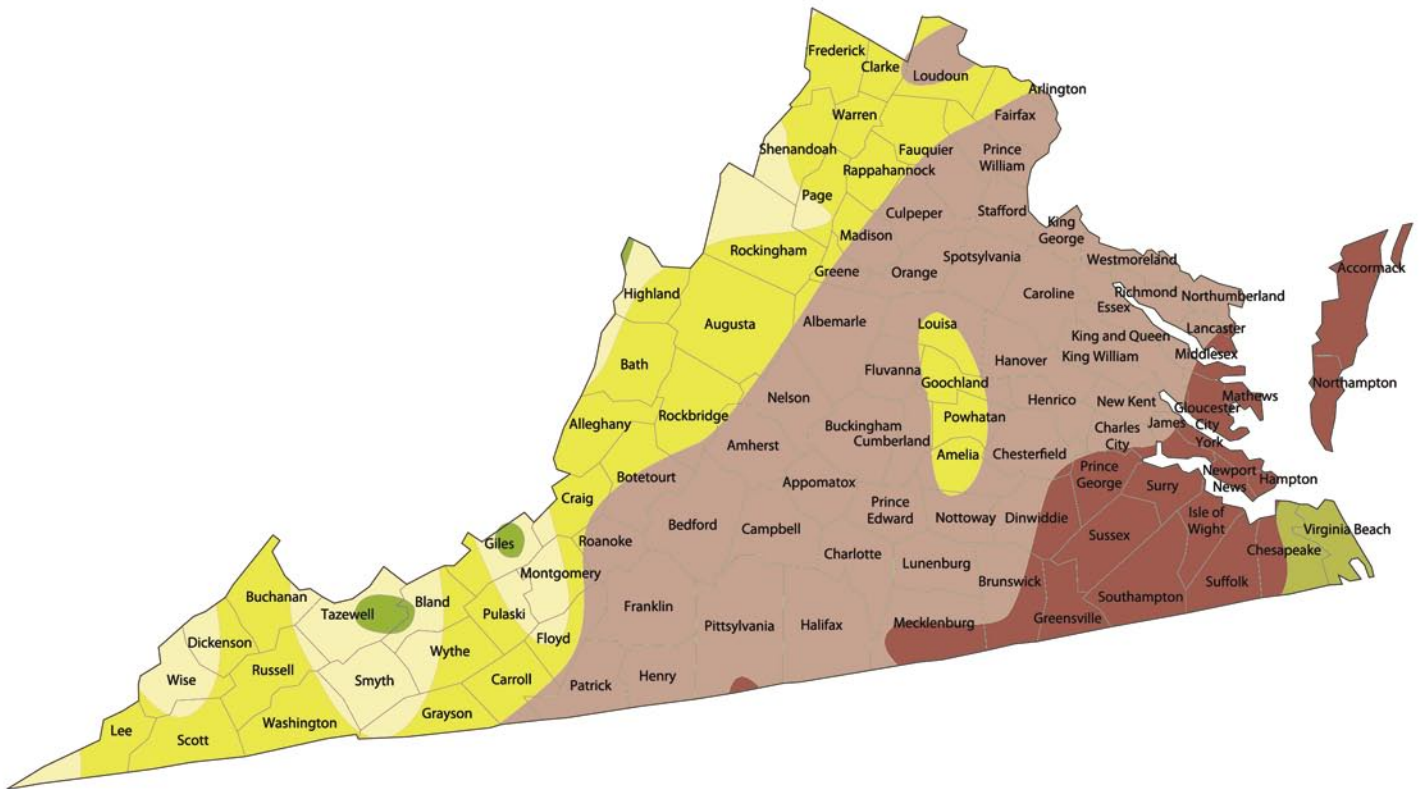 Frederick
Clarke
Loudoun
Arlington
Warren
Fairfax
Shenandoah
Fauquier
Prince
William
Rappahannock
Page
Culpeper
Stafford
King
George
Madison
Rockingham
Spotsylvania
Westmoreland
Greene
Orange
Accormack
Highland
Caroline
Richmond
Northumberland
Essex
Augusta
Albemarle
Louisa
Lancaster
King and Queen
Bath
Hanover
King William
Middlesex
Fluvanna
Goochland
Northampton
Nelson
Henrico
New Kent
Mathews
Gloucester
Rockbridge
Powhatan
Alleghany
Buckingham
James
City
Charles
City
Cumberland
York
Amherst
Amelia
Chesterfield
Botetourt
Prince
George
Newport
News
Hampton
Appomatox
Surry
Craig
Prince
Edward
Isle of
Wight
Bedford
Campbell
Nottoway
Dinwiddie
Virginia Beach
Giles
Roanoke
Sussex
Charlotte
Chesapeake
Lunenburg
Montgomery
Brunswick
Suffolk
Buchanan
Bland
Southampton
Tazewell
Pulaski
Franklin
Greensville
Pittsylvania
Halifax
Mecklenburg
Dickenson
Floyd
Wythe
Russell
Wise
Smyth
Carroll
Patrick
Henry
Grayson
Washington
Lee
Scott